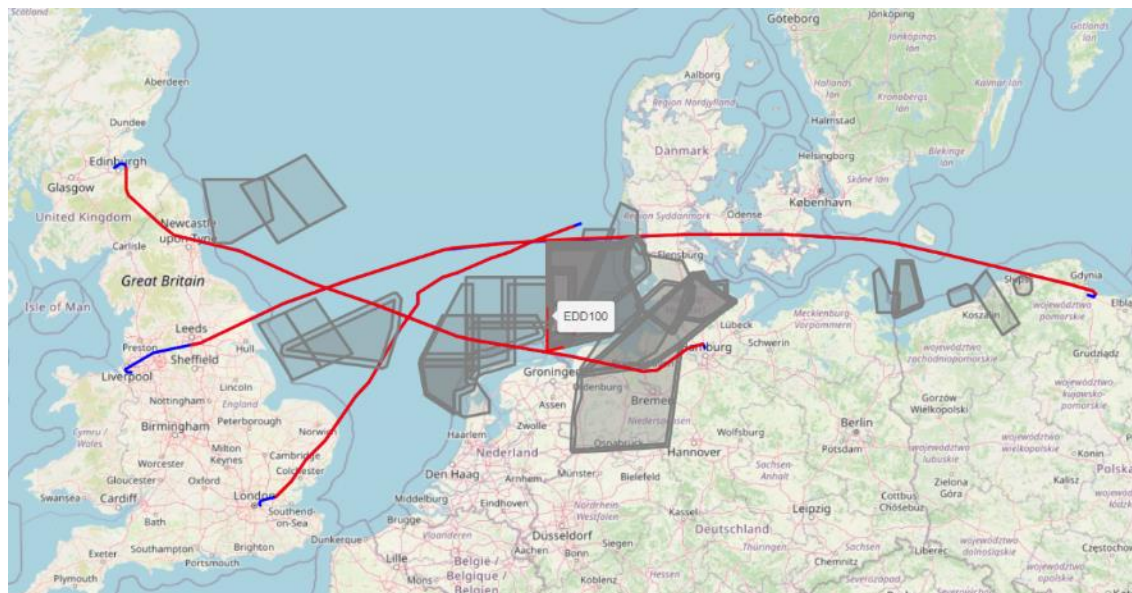 Scotland
Aberdeen
Dundee
Edinburgh
Glasgow
United Kingdom
Newcastle
upon Tyne
Carlisle
Great Britain
Isle of Man
Preston
Leeds
Hull
Liverpool
Sheffield
Lincoln
Nottingham
England
Peterborough
Norwich
Cymru /
Wales
Birmingham
Milton
Keynes
Cambridge
Colchester
Worcester
Gloucester
Oxford
Swansea
Cardiff
London
Southend-
on-Sea
Bath
Exeter
Southampton
Brighton
Portsmouth
Plymouth
Göteborg
Jönköping
Jönköpings
län
Gotlands
län
Aalborg
Region Nordjylland
Hallands
län
Kronobergs
län
Kalmar län
Halmstad
Danmark
Helsingborg
Blekinge
län
Skåne län
København
Region Syddanmark
Odense
Flensburg
EDD100
Lübeck
Mecklenburg-
Vorpommern
Schwerin
Groningen
Assen
Oldenburg
Bremen
Niedersachsen
Zwolle
Haarlem
Nederland
Osnabrück
Hannover
Wolfsburg
Den Haag
Arnhem
Münster
Bielefeld
Middelburg
Eindhoven
Nordrhein-
Westfalen
Brugge
Dunkerque
Vlaanderen
Düsseldorf
Aachen
Siegen
Bonn
Kassel
Lille
België /
Belgique /
Belgien
Mons
Koblenz
Hessen
Sachsen-
Anhalt
Deutschland
Thüringen
Berlin
Potsdam
Leipzig
Cottbus
Chóśebuz
Sachsen
Chemnitz
Słupsk
Gdynia
Koszalin
województwo
pomorskie
województwo
zachodniopomorskie
Grudziądz
województwo
kujawsko-
pomorskie
Gorzów
Wielkopolski
województwo
lubuskie
Zielona
Góra
Konin
Polska
Kalisz
województwo
dolnośląskie
Liberec
województwo
opolskie
Częstochowa